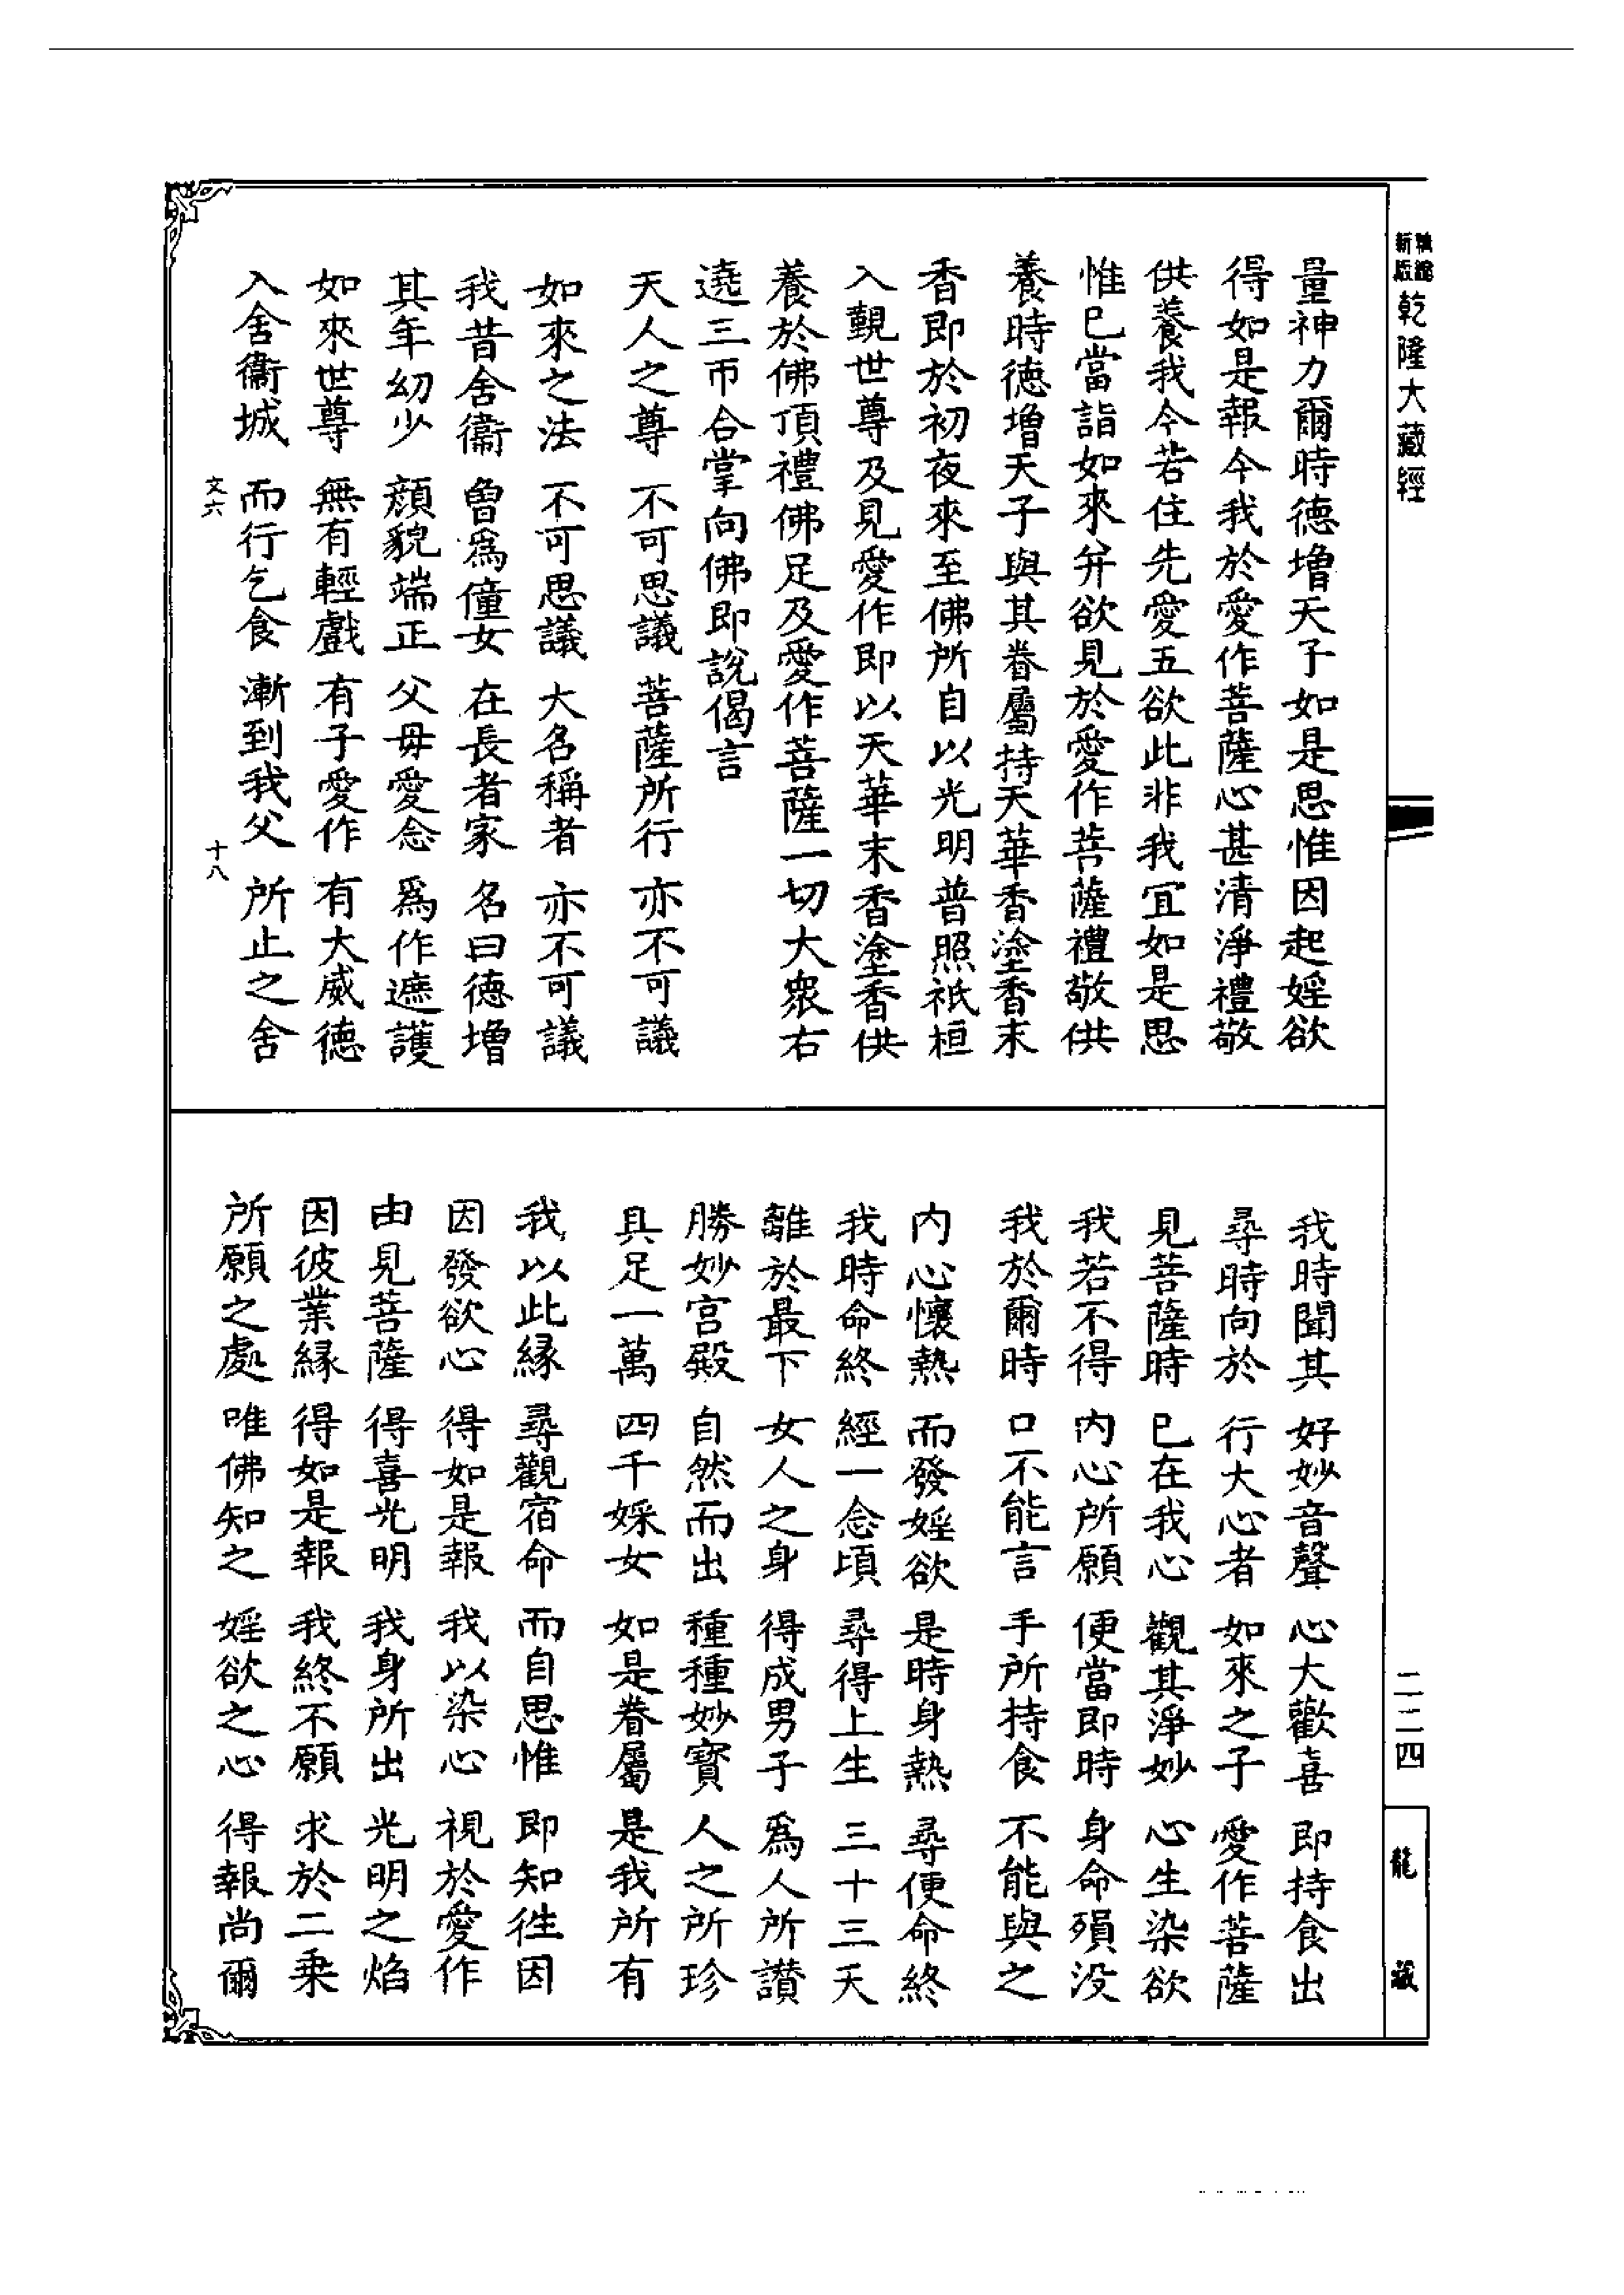 新版精縮乾隆大藏經
量神力爾時德增天子如是思惟因起婬欲
得如是報今我於愛作菩薩心甚清淨禮敬
供養我今若住先愛五欲此非我宜如是思
惟已當詣如來并欲見於愛作菩薩禮敬供
養時德增天子與其眷屬持天華香塗香末
香即於初夜來至佛所自以光明普照祇桓
入覲世尊及見愛作即以天華末香塗香供
養於佛頂禮佛足及愛作菩薩一切大衆右
遶三帀合掌向佛即說偈言
天人之尊 不可思議 菩薩所行 亦不可議
如來之法 不可思議 大名稱者 亦不可議
我昔舍衞 曾爲僮女 在長者家 名曰德增
其年幼少 顏貌端正 父母愛念 爲作遮護
如來世尊 無有輕戲 有子愛作 有大威德
入舍衞城 而行乞食 漸到我父 所止之舍
文六 十八
我時聞其 好妙音聲 心大歡喜 即持食出
尋時向於 行大心者 如來之子 愛作菩薩
見菩薩時 已在我心 觀其淨妙 心生染欲
我若不得 內心所願 便當即時 身命殞没
我於爾時 口不能言 手所持食 不能與之
內心懷熱 而發婬欲 是時身熱 尋便命終
我時命終 經一念頃 尋得上生 三十三天
離於最下 女人之身 得成男子 爲人所讚
勝妙宮殿 自然而出 種種妙寶 人之所珍
具足一萬 四千婇女 如是眷屬 是我所有
我以此緣 尋觀宿命 而自思惟 即知徃因
因發欲心 得如是報 我以染心 視於愛作
由見菩薩 得喜光明 我身所出 光明之焰
因彼業緣 得如是報 我終不願 求於二乘
所願之處 唯佛知之 婬欲之心 得報尚爾
二二四
龍藏